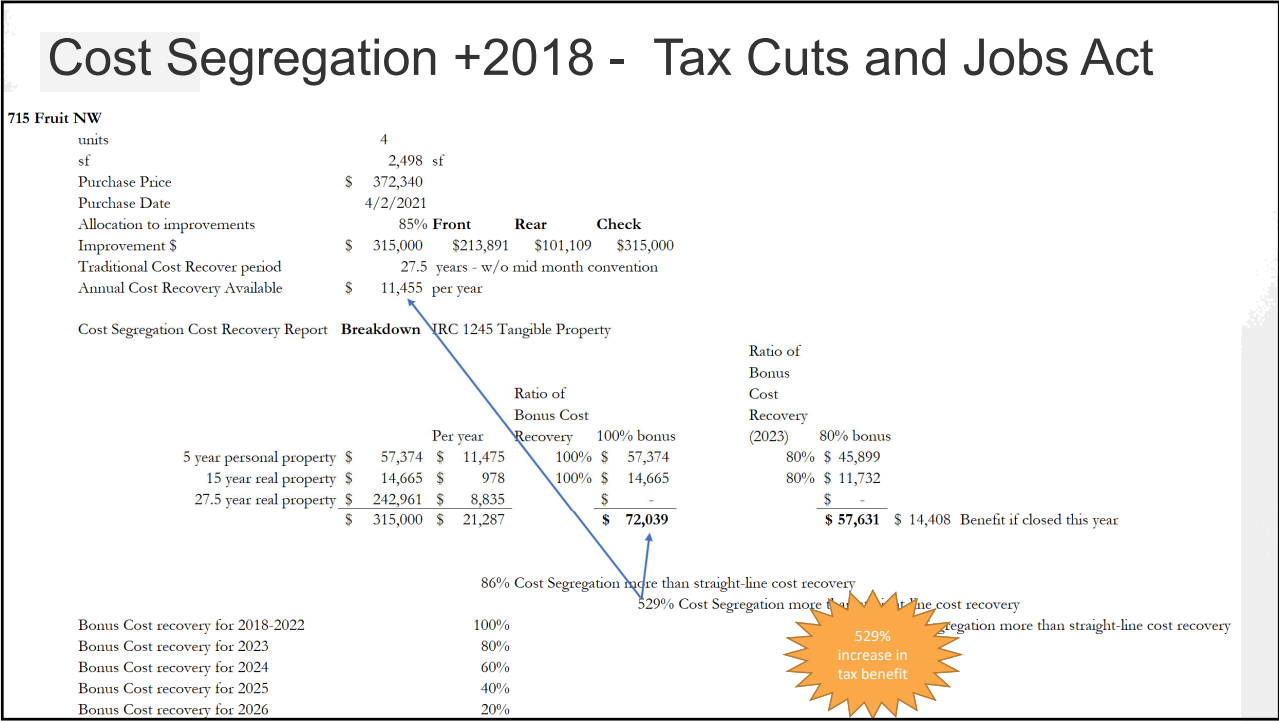 Cost Segregation +2018 - Tax Cuts and Jobs Act
715 Fruit NW
units 4
sf 2,498 sf
Purchase Price $ 372,340
Purchase Date 4/2/2021
Allocation to improvements 85% Front Rear Check
Improvement $ $ 315,000 $213,891 $101,109 $315,000
Traditional Cost Recover period 27.5 years - w/o mid month convention
Annual Cost Recovery Available $ 11,455 per year
Cost Segregation Cost Recovery Report Breakdown IRC 1245 Tangible Property
Ratio of
Bonus
Ratio of Cost
Bonus Cost Recovery
Per year Recovery 100% bonus (2023) 80% bonus
5 year personal property $ 57,374 $ 11,475 100% $ 57,374 80% $ 45,899
15 year real property $ 14,665 $ 978 100% $ 14,665 80% $ 11,732
27.5 year real property $ 242,961 $ 8,835 $ - $ -
$ 315,000 $ 21,287 $ 72,039 $ 57,631 $ 14,408 Benefit if closed this year
86% Cost Segregation more than straight-line cost recovery
529% Cost Segregation more than straight-line cost recovery
Bonus Cost recovery for 2018-2022 100% gregation more than straight-line cost recovery
Bonus Cost recovery for 2023 80%
Bonus Cost recovery for 2024 60%
Bonus Cost recovery for 2025 40%
Bonus Cost recovery for 2026 20%
529%
increase in
tax benefit